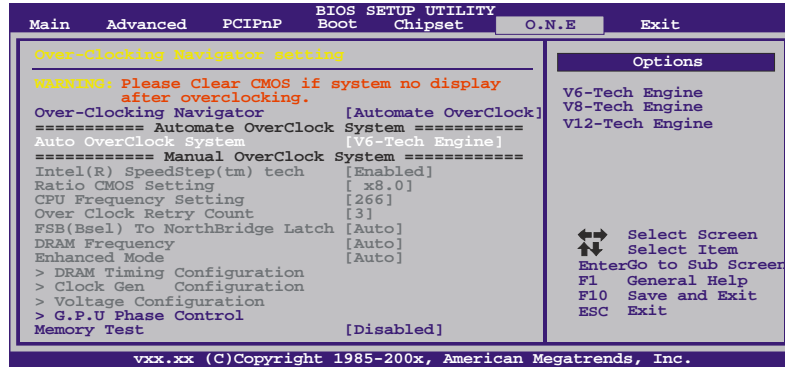 BIOS SETUP UTILITY
Main Advanced PCIPnP Boot Chipset O.N.E Exit
Over-Clocking Navigator setting
WARNING: Please Clear CMOS if system no display
after overclocking.
Over-Clocking Navigator [Automate OverClock]
=========== Automate OverClock System ===========
Auto OverClock System [V6-Tech Engine]
============ Manual OverClock System ============
Intel(R) SpeedStep(tm) tech [Enabled]
Ratio CMOS Setting [ x8.0]
CPU Frequency Setting [266]
Over Clock Retry Count [3]
FSB(Bsel) To NorthBridge Latch [Auto]
DRAM Frequency [Auto]
Enhanced Mode [Auto]
> DRAM Timing Configuration
> Clock Gen Configuration
> Voltage Configuration
> G.P.U Phase Control
Memory Test [Disabled]
Options
V6-Tech Engine
V8-Tech Engine
V12-Tech Engine
Select Screen
Select Item
Enter Go to Sub Screen
F1 General Help
F10 Save and Exit
ESC Exit
vxx.xx (C)Copyright 1985-200x, American Megatrends, Inc.